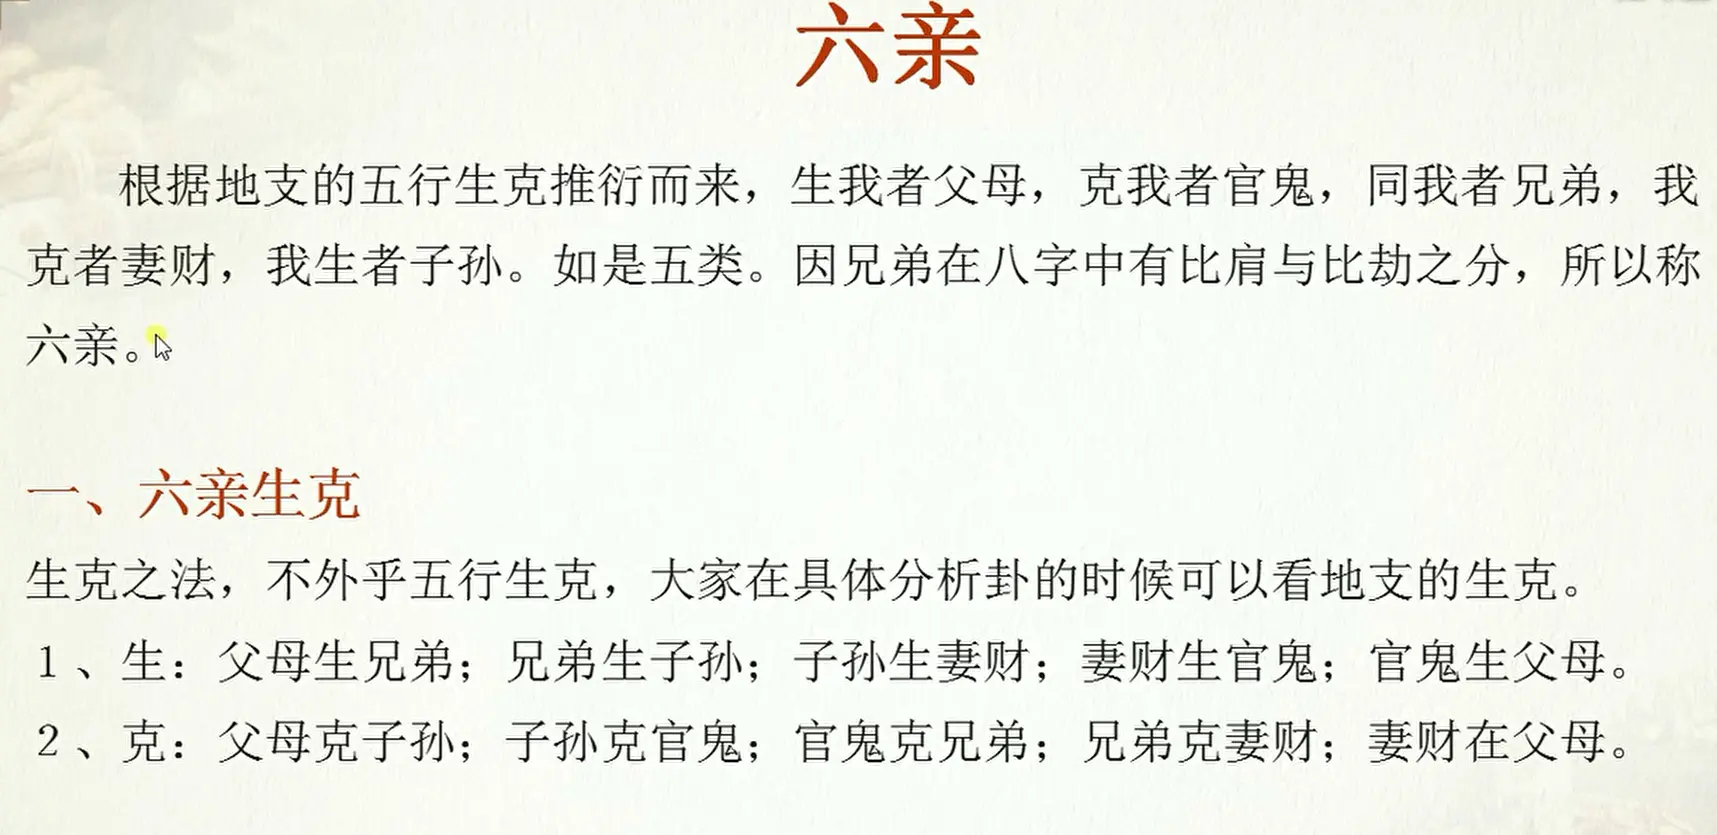 六亲
根据地支的五行生克推衍而来，生我者父母，克我者官鬼，同我者兄弟，我
克者妻财，我生者子孙。如是五类。因兄弟在八字中有比肩与比劫之分，所以称
六亲。
一、六亲生克
生克之法，不外乎五行生克，大家在具体分析卦的时候可以看地支的生克。
1、生：父母生兄弟；兄弟生子孙；子孙生妻财；妻财生官鬼；官鬼生父母。
2、克：父母克子孙；子孙克官鬼；官鬼克兄弟；兄弟克妻财；妻财在父母。